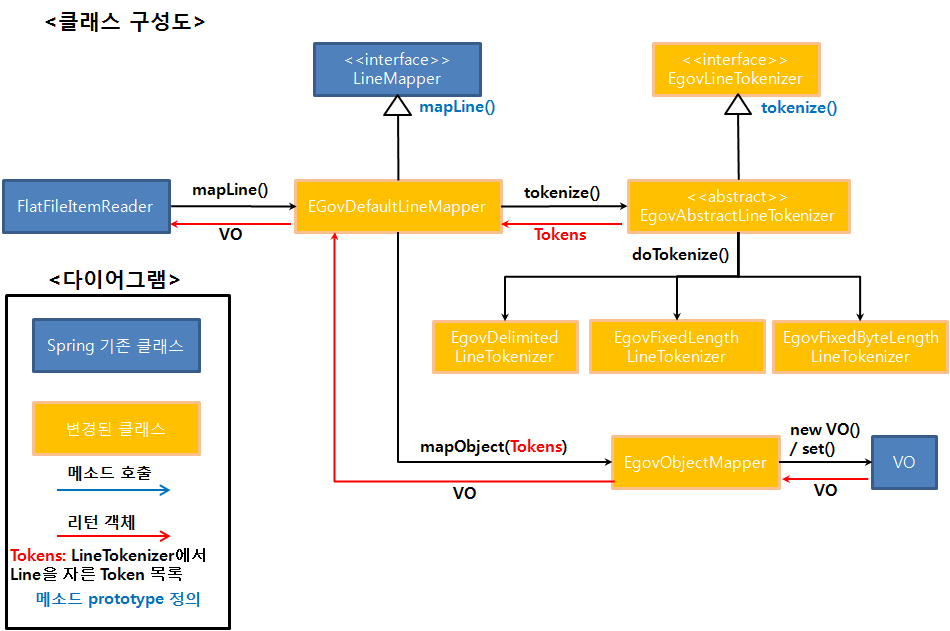 <클래스 구성도>
<<interface>>
LineMapper
mapLine()
<<interface>>
EgovLineTokenizer
tokenize()
FlatFileItemReader
mapLine()
VO
EGovDefaultLineMapper
tokenize()
Tokens
<<abstract>>
EgovAbstractLineTokenizer
doTokenize()
EgovDelimited
LineTokenizer
EgovFixedLength
LineTokenizer
EgovFixedByteLength
LineTokenizer
mapObject(Tokens)
VO
EgovObjectMapper
new VO()
/ set()
VO
VO
<다이어그램>
Spring 기존 클래스
변경된 클래스
메소드 호출
리턴 객체
Tokens: LineTokenizer에서
Line을 자른 Token 목록
메소드 prototype 정의